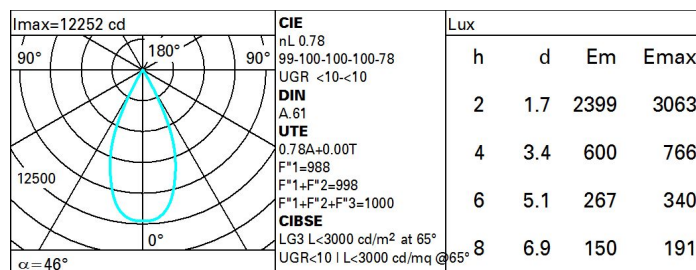 Imax=12252 cd
90°
180°
90°
12500
0°
α=46°
CIE
nL 0.78
99-100-100-100-78
UGR <10-<10
DIN
A.61
UTE
0.78A+0.00T
F"1=988
F"1+F"2=998
F"1+F"2+F"3=1000
CIBSE
LG3 L<3000 cd/m² at 65°
UGR<10 | L<3000 cd/mq @65°
Lux
h d Em Emax
2 1.7 2399 3063
4 3.4 600 766
6 5.1 267 340
8 6.9 150 191